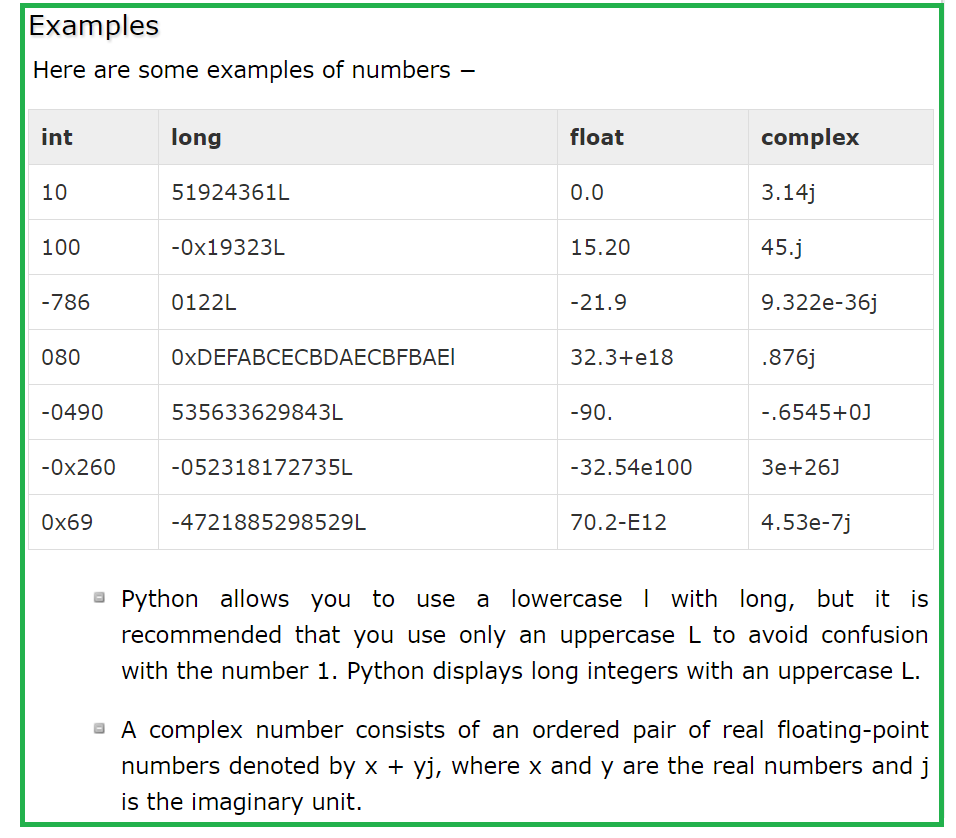 Examples
Here are some examples of numbers −
int long float complex
10 51924361L 0.0 3.14j
100 -0x19323L 15.20 45.j
-786 0122L -21.9 9.322e-36j
080 0xDEFABCECBDAECBFBAEl 32.3+e18 .876j
-0490 535633629843L -90. -.6545+0J
-0x260 -052318172735L -32.54e100 3e+26J
0x69 -4721885298529L 70.2-E12 4.53e-7j
Python allows you to use a lowercase l with long, but it is
recommended that you use only an uppercase L to avoid confusion
with the number 1. Python displays long integers with an uppercase L.
A complex number consists of an ordered pair of real floating-point
numbers denoted by x + yj, where x and y are the real numbers and j
is the imaginary unit.